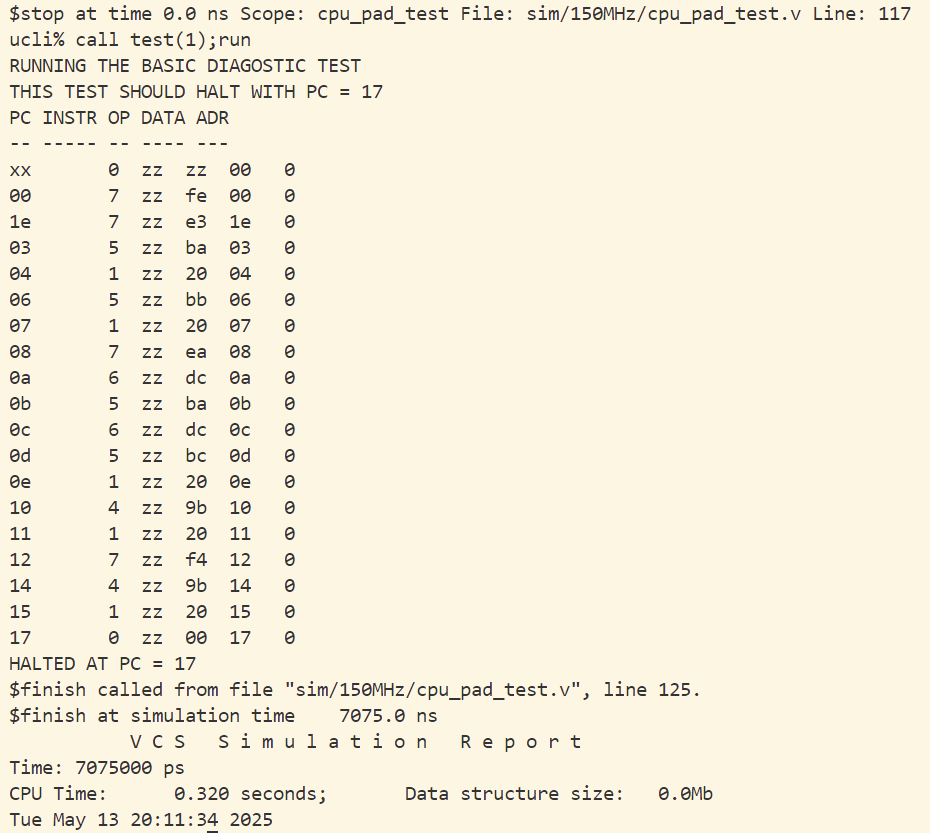 $stop at time 0.0 ns Scope: cpu_pad_test File: sim/150MHz/cpu_pad_test.v Line: 117
ucli% call test(1);run
RUNNING THE BASIC DIAGOSTIC TEST
THIS TEST SHOULD HALT WITH PC = 17
PC INSTR OP DATA ADR
-- ----- -- ---- ---
xx       0  zz  zz  00   0
00       7  zz  fe  00   0
1e       7  zz  e3  1e   0
03       5  zz  ba  03   0
04       1  zz  20  04   0
06       5  zz  bb  06   0
07       1  zz  20  07   0
08       7  zz  ea  08   0
0a       6  zz  dc  0a   0
0b       5  zz  ba  0b   0
0c       6  zz  dc  0c   0
0d       5  zz  bc  0d   0
0e       1  zz  20  0e   0
10       4  zz  9b  10   0
11       1  zz  20  11   0
12       7  zz  f4  12   0
14       4  zz  9b  14   0
15       1  zz  20  15   0
17       0  zz  00  17   0
HALTED AT PC = 17
$finish called from file "sim/150MHz/cpu_pad_test.v", line 125.
$finish at simulation time    7075.0 ns
           V C S   S i m u l a t i o n   R e p o r t
Time: 7075000 ps
CPU Time:      0.320 seconds;       Data structure size:   0.0Mb
Tue May 13 20:11:34 2025